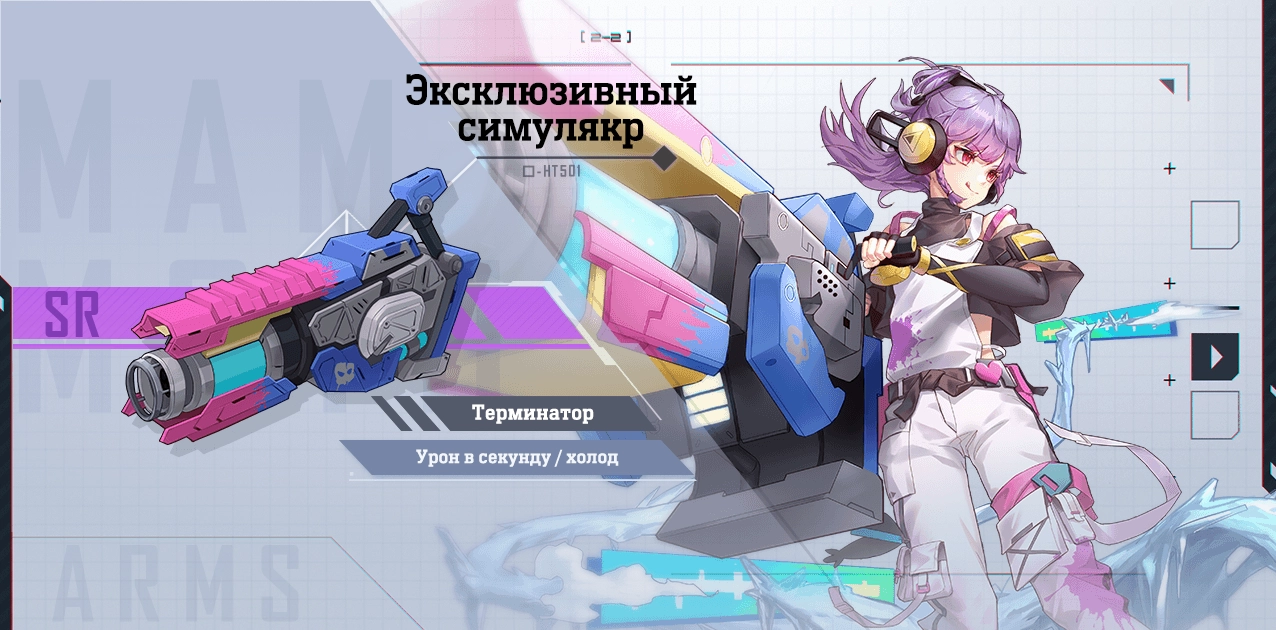 [ 2-2 ]
Эксклюзивный
симулякр
-HT501
SR
Терминатор
Урон в секунду / холод
ARMS